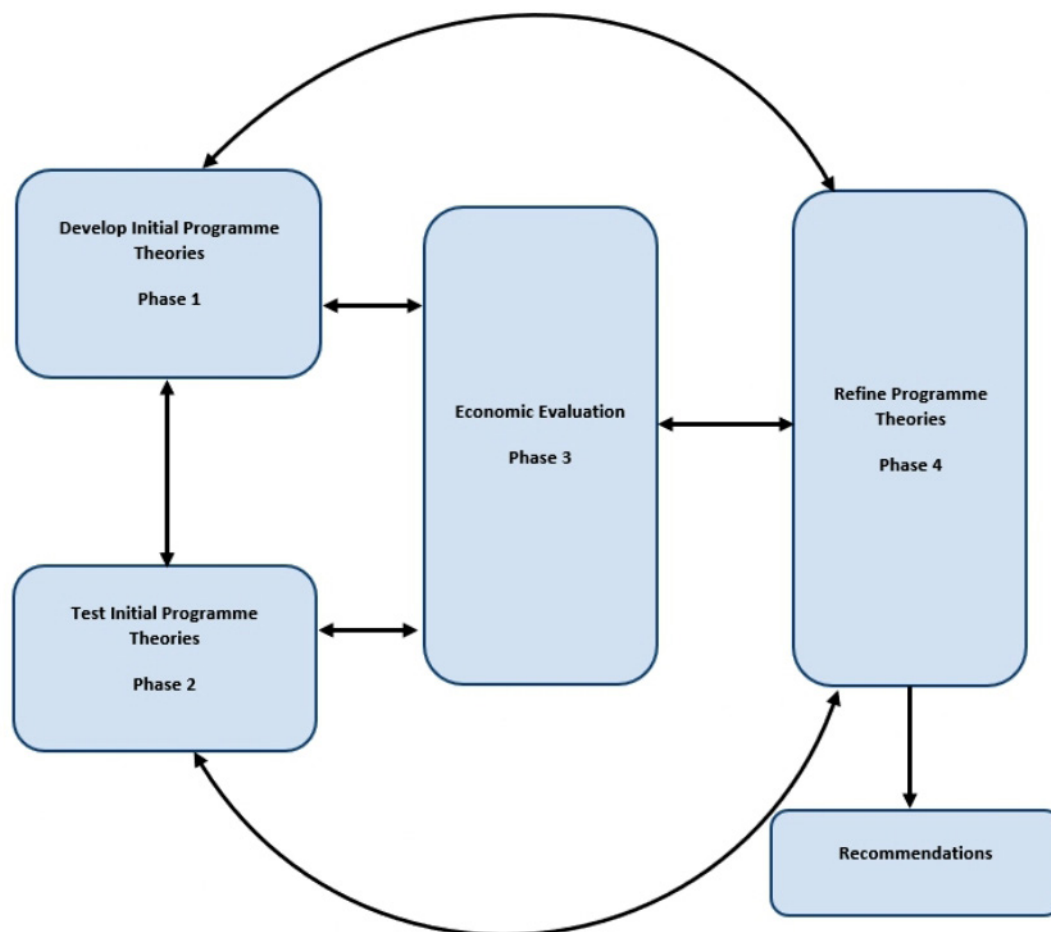 Develop Initial Programme
Theories
Phase 1
Economic Evaluation
Phase 3
Refine Programme
Theories
Phase 4
Test Initial Programme
Theories
Phase 2
Recommendations